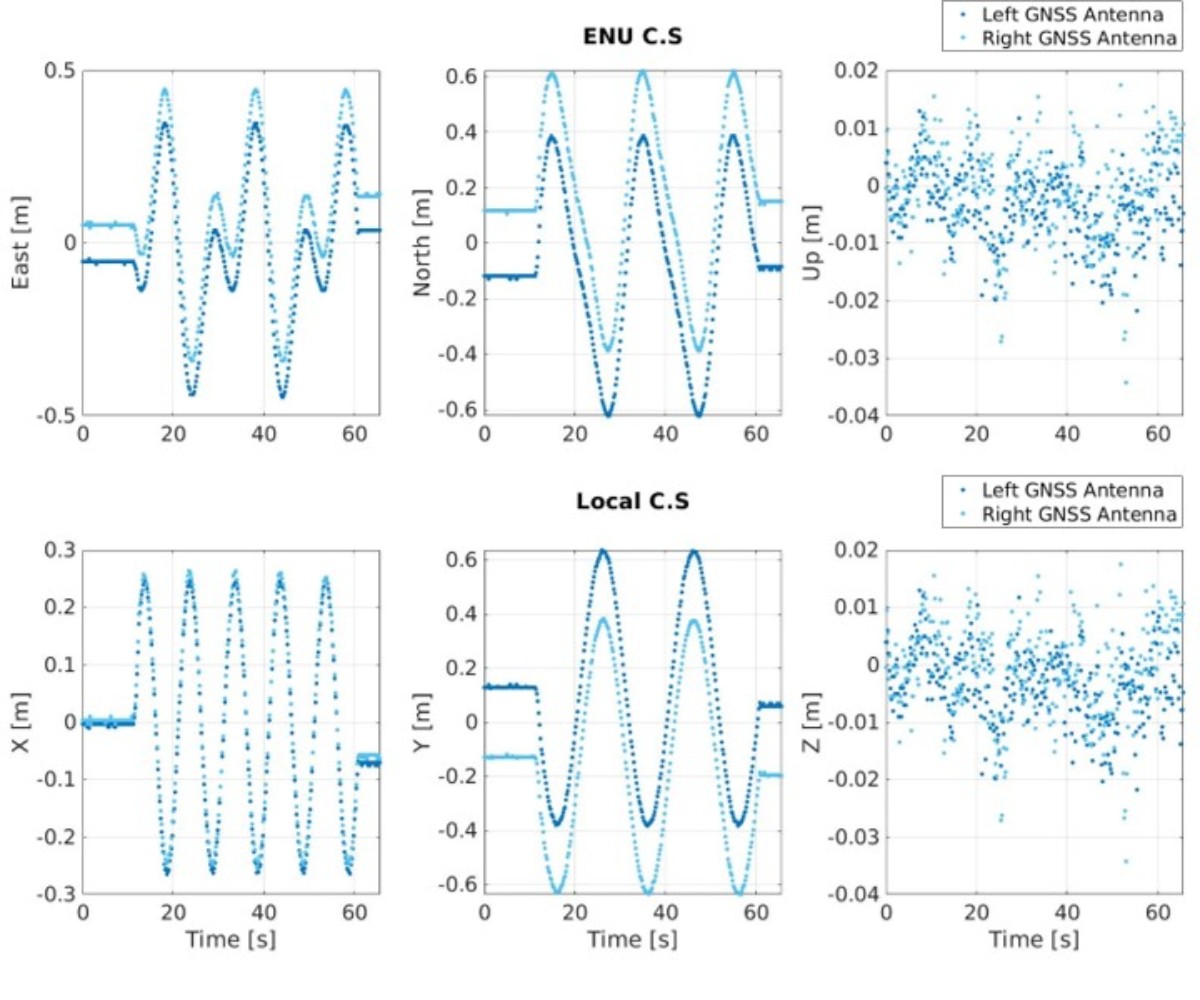 Left GNSS Antenna
Right GNSS Antenna
ENU C.S
0.5
0
-0.5
East [m]
0 20 40 60
0.6
0.4
0.2
0
-0.2
-0.4
-0.6
North [m]
0 20 40 60
0.02
0.01
0
-0.01
-0.02
-0.03
-0.04
Up [m]
0 20 40 60
Left GNSS Antenna
Right GNSS Antenna
Local C.S
0.3
0.2
0.1
0
-0.1
-0.2
-0.3
X [m]
0 20 40 60
Time [s]
0.6
0.4
0.2
0
-0.2
-0.4
-0.6
Y [m]
0 20 40 60
Time [s]
0.02
0.01
0
-0.01
-0.02
-0.03
-0.04
Z [m]
0 20 40 60
Time [s]